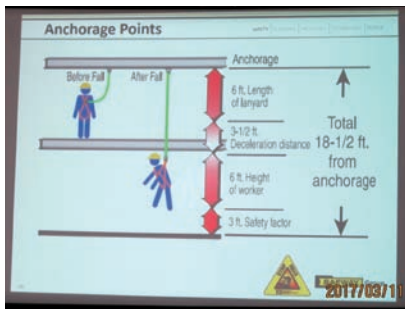 Anchorage Points
Anchorage
Before Fall
After Fall
6 ft. Length
of lanyard
3-1/2 ft.
Deceleration distance
6 ft. Height
of worker
3 ft. Safety factor
Total
18-1/2 ft.
from
anchorage
2017/03/11